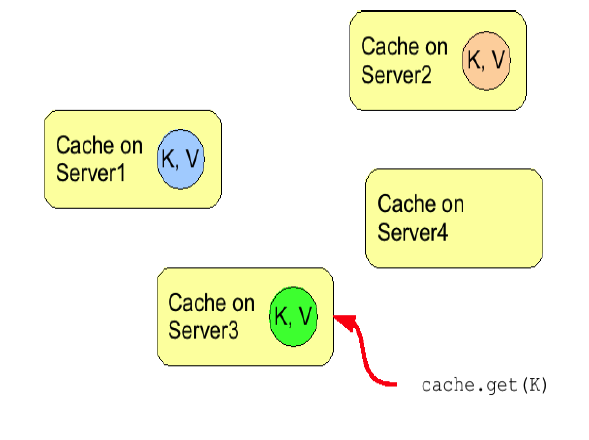 Cache on
Server2
K, V
Cache on
Server1
K, V
Cache on
Server4
Cache on
Server3
K, V
cache.get(K)